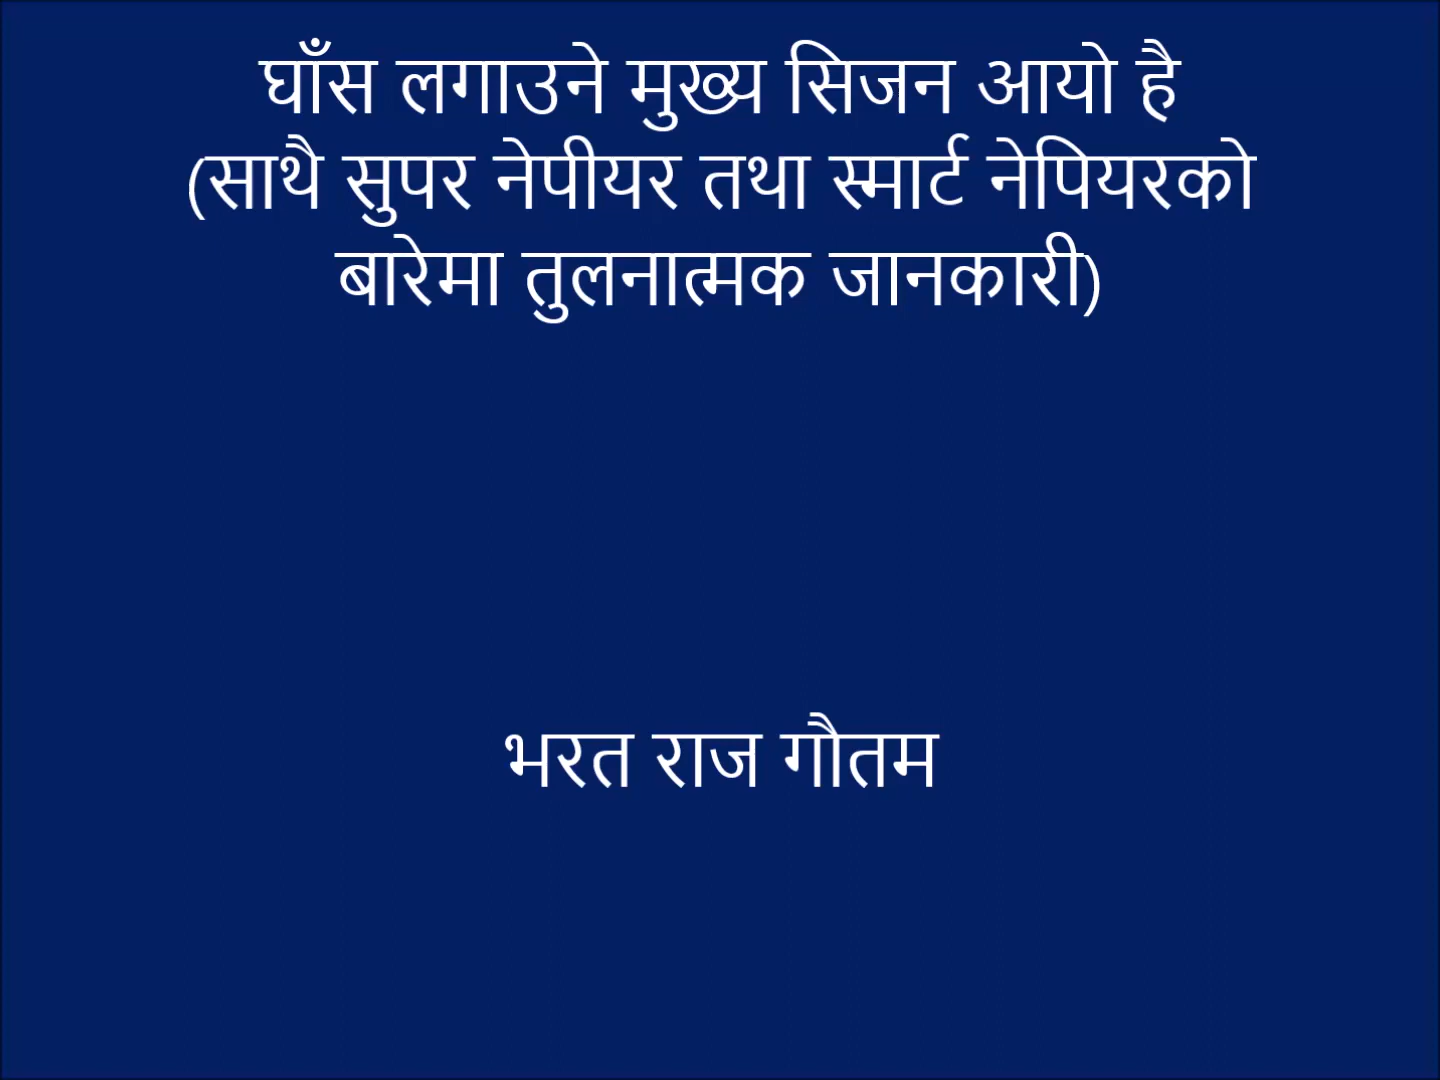 घाँस लगाउने मुख्य सिजन आयो है
(साथै सुपर नेपीयर तथा स्मार्ट नेपियरको
बारेमा तुलनात्मक जानकारी)
भरत राज गौतम